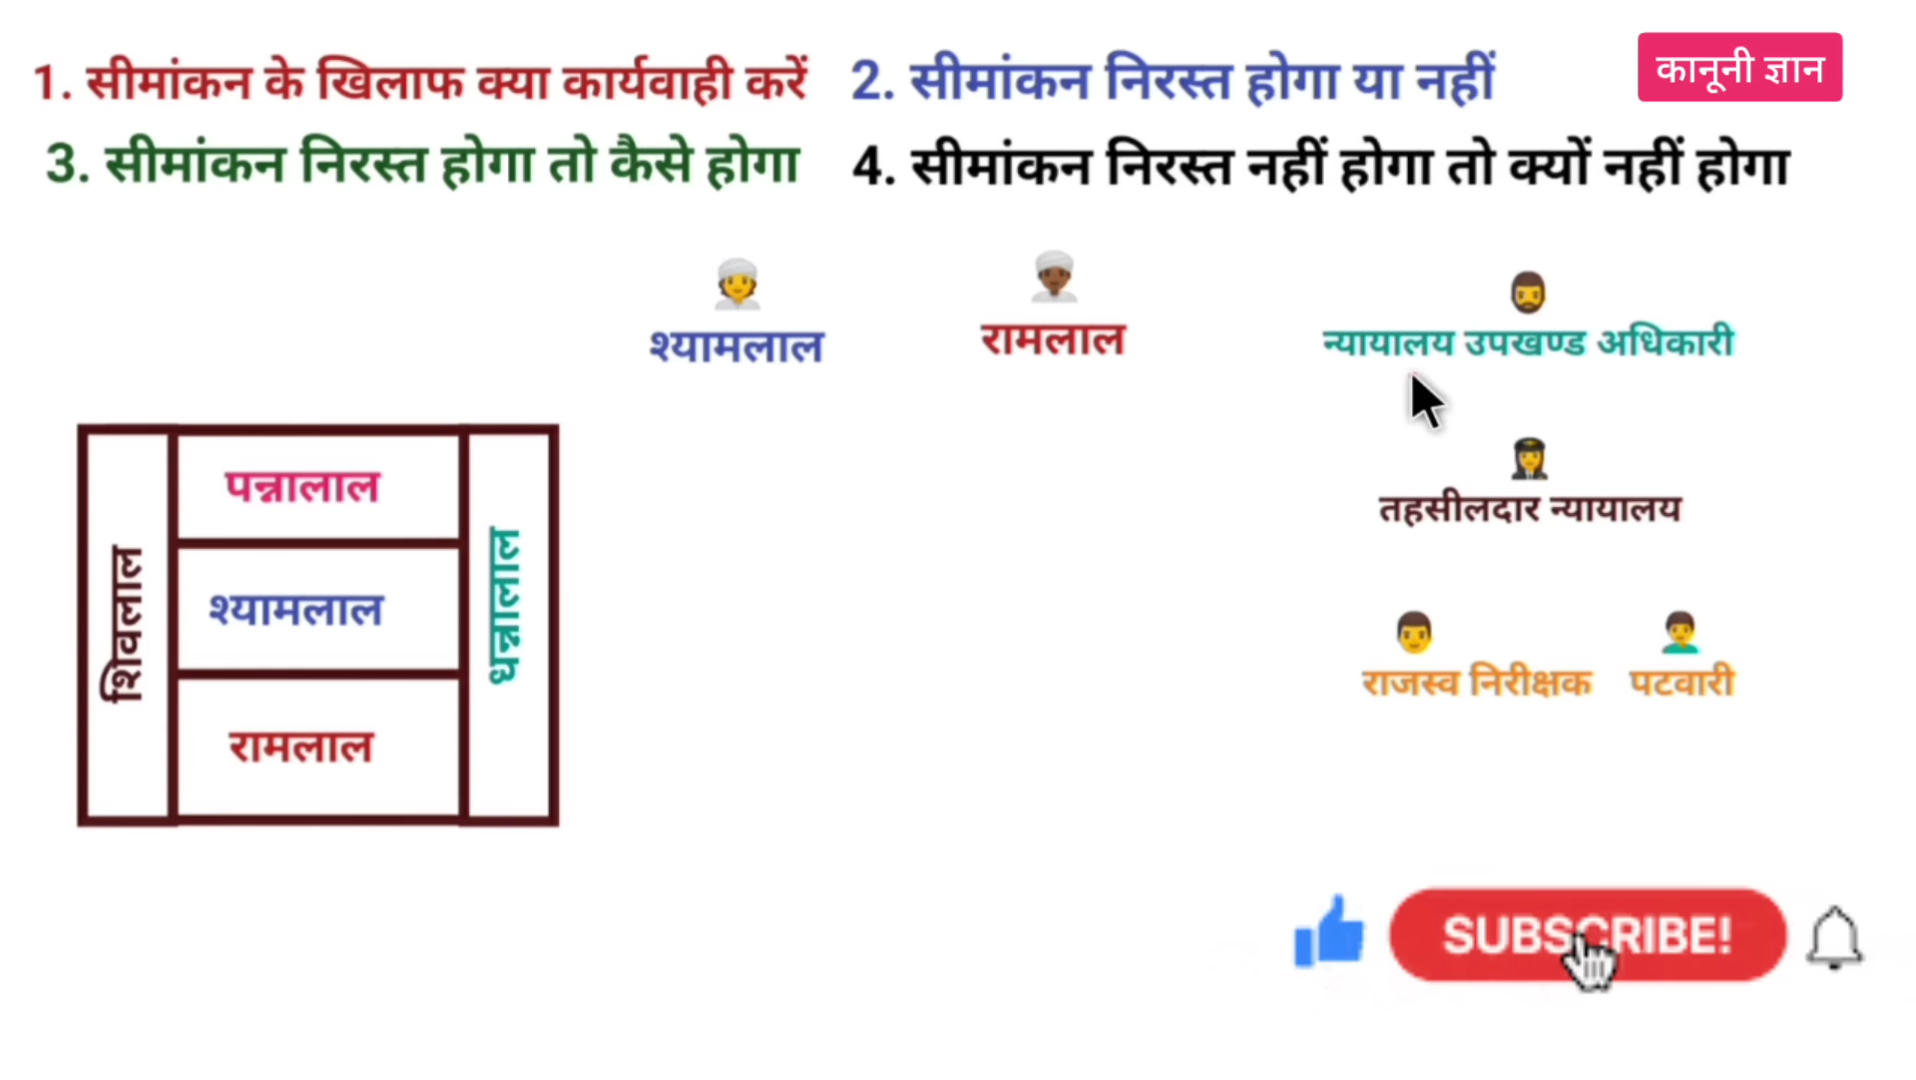 1. सीमांकन के खिलाफ क्या कार्यवाही करें
2. सीमांकन निरस्त होगा या नहीं
कानूनी ज्ञान
3. सीमांकन निरस्त होगा तो कैसे होगा
4. सीमांकन निरस्त नहीं होगा तो क्यों नहीं होगा
श्यामलाल
रामलाल
न्यायालय उपखण्ड अधिकारी
तहसीलदार न्यायालय
राजस्व निरीक्षक
पटवारी
शिवलाल
पन्नालाल
श्यामलाल
रामलाल
धन्नालाल
SUBSCRIBE!